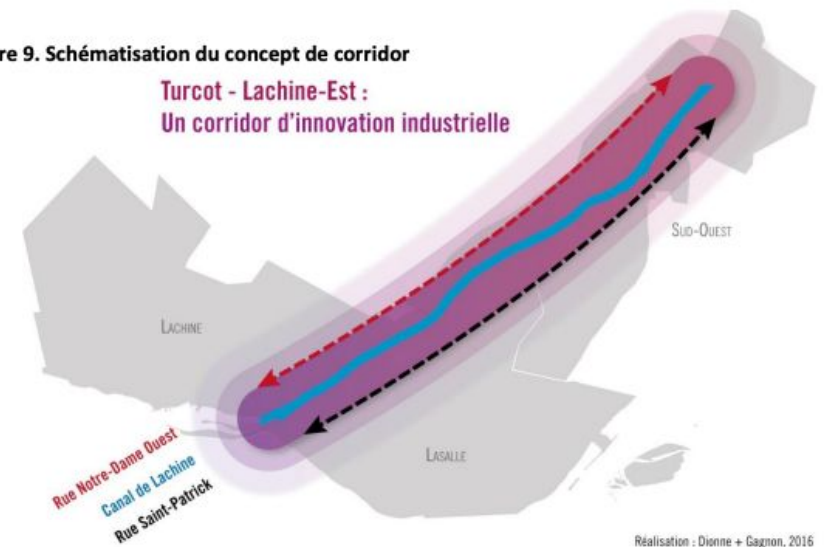 re 9. Schématisation du concept de corridor
Turcot - Lachine-Est :
Un corridor d'innovation industrielle
SUD-OUEST
LACHINE
LASALLE
Rue Notre-Dame Ouest
Canal de Lachine
Rue Saint-Patrick
Réalisation : Dionne + Gagnon, 2016